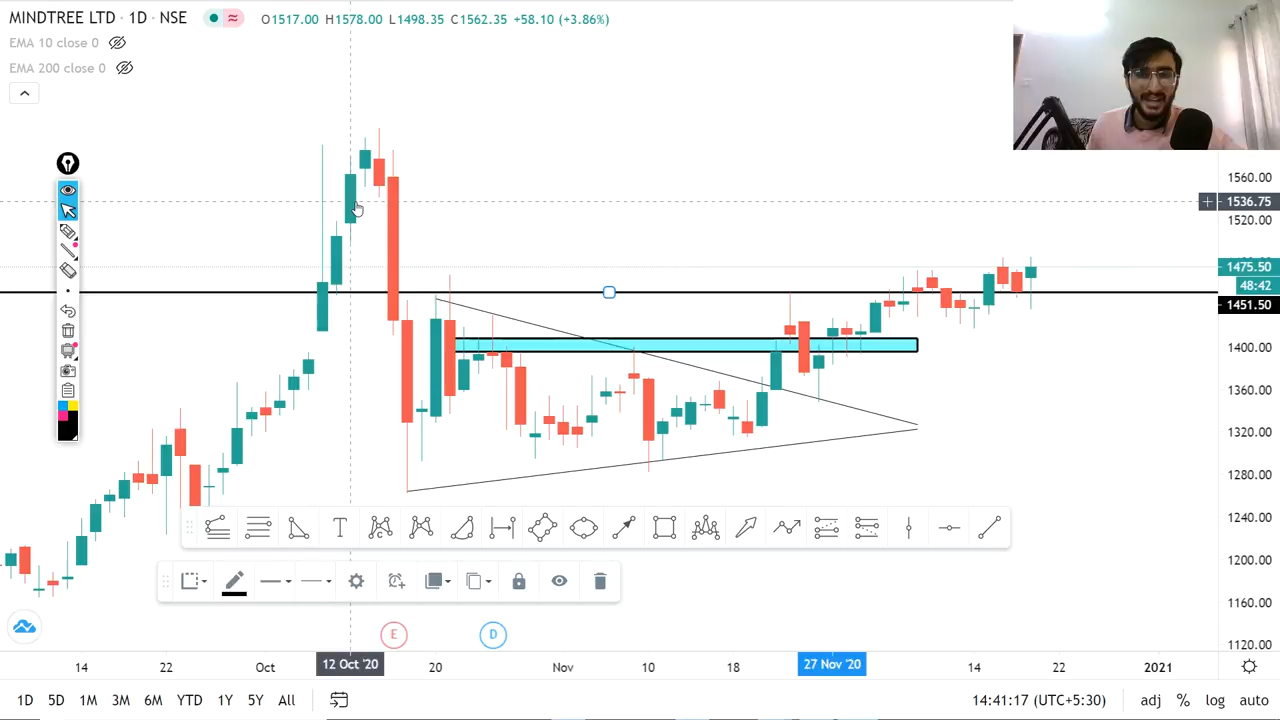 MINDTREE LTD · 1D · NSE O1517.00 H1578.00 L1498.35 C1562.35 +58.10 (+3.86%)
EMA 10 close 0
EMA 200 close 0
1560.00
1536.75
1520.00
1475.50
48:42
1451.50
1400.00
1360.00
1320.00
1280.00
1240.00
1200.00
1160.00
1120.00
T
E D
14 22 Oct 12 Oct '20 20 Nov 10 18 27 Nov '20 14 22 2021
1D 5D 1M 3M 6M YTD 1Y 5Y All 14:41:17 (UTC+5:30) adj % log auto